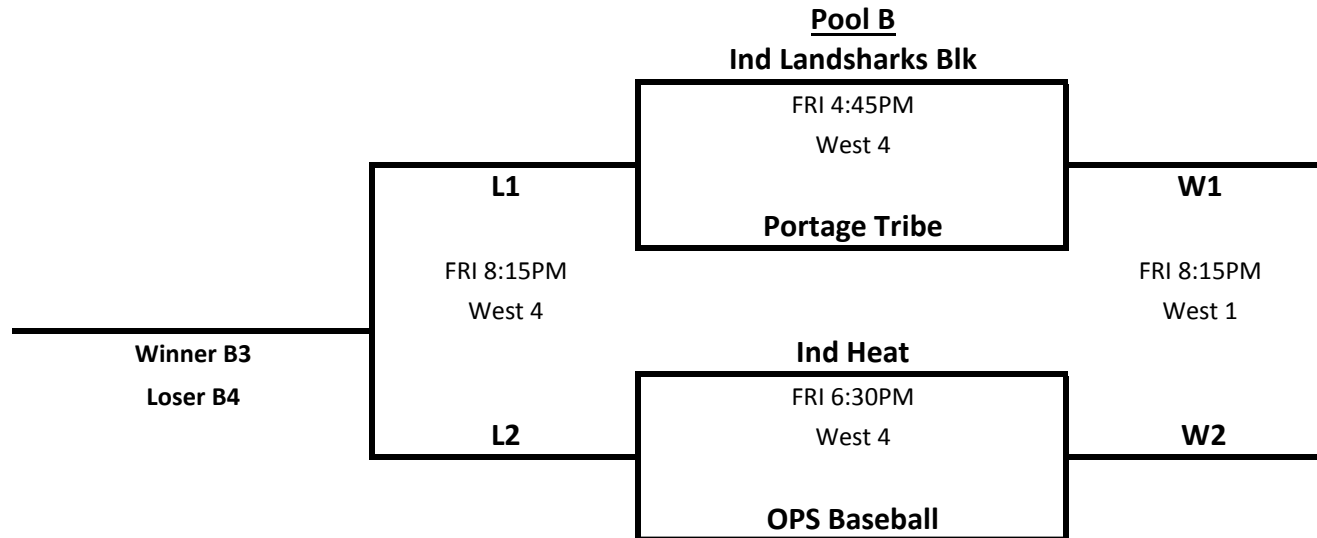 Pool B
Ind Landsharks Blk
FRI 4:45PM
West 4
L1
W1
Portage Tribe
FRI 8:15PM
West 4
FRI 8:15PM
West 1
Winner B3
Loser B4
Ind Heat
FRI 6:30PM
West 4
L2
W2
OPS Baseball